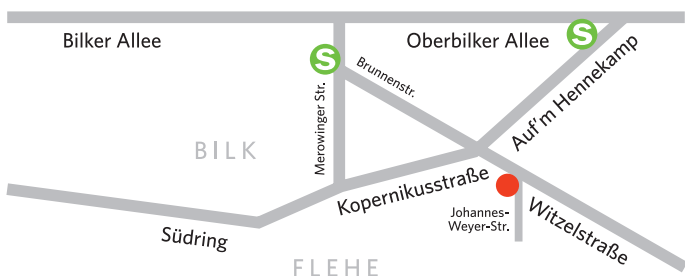 Bilker Allee
Oberbilker Allee
S
S
Brunnenstr.
Auf'm Hennekamp
Merowinger Str.
BILK
Kopernikusstraße
Johannes-
Weyer-Str.
Witzelstraße
Südring
FLEHE